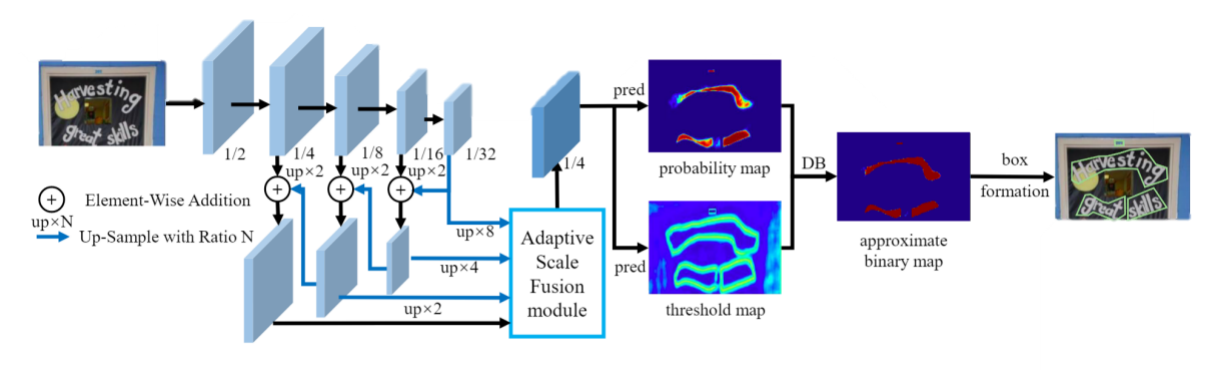 Harvesting
great skills
1/2
1/4
1/8
1/16
1/32
up×2
up×2
up×2
Element-Wise Addition
up×N
Up-Sample with Ratio N
up×8
up×4
up×2
Adaptive
Scale
Fusion
module
1/4
pred
probability map
pred
threshold map
DB
approximate
binary map
box
formation
Harvesting
great skills